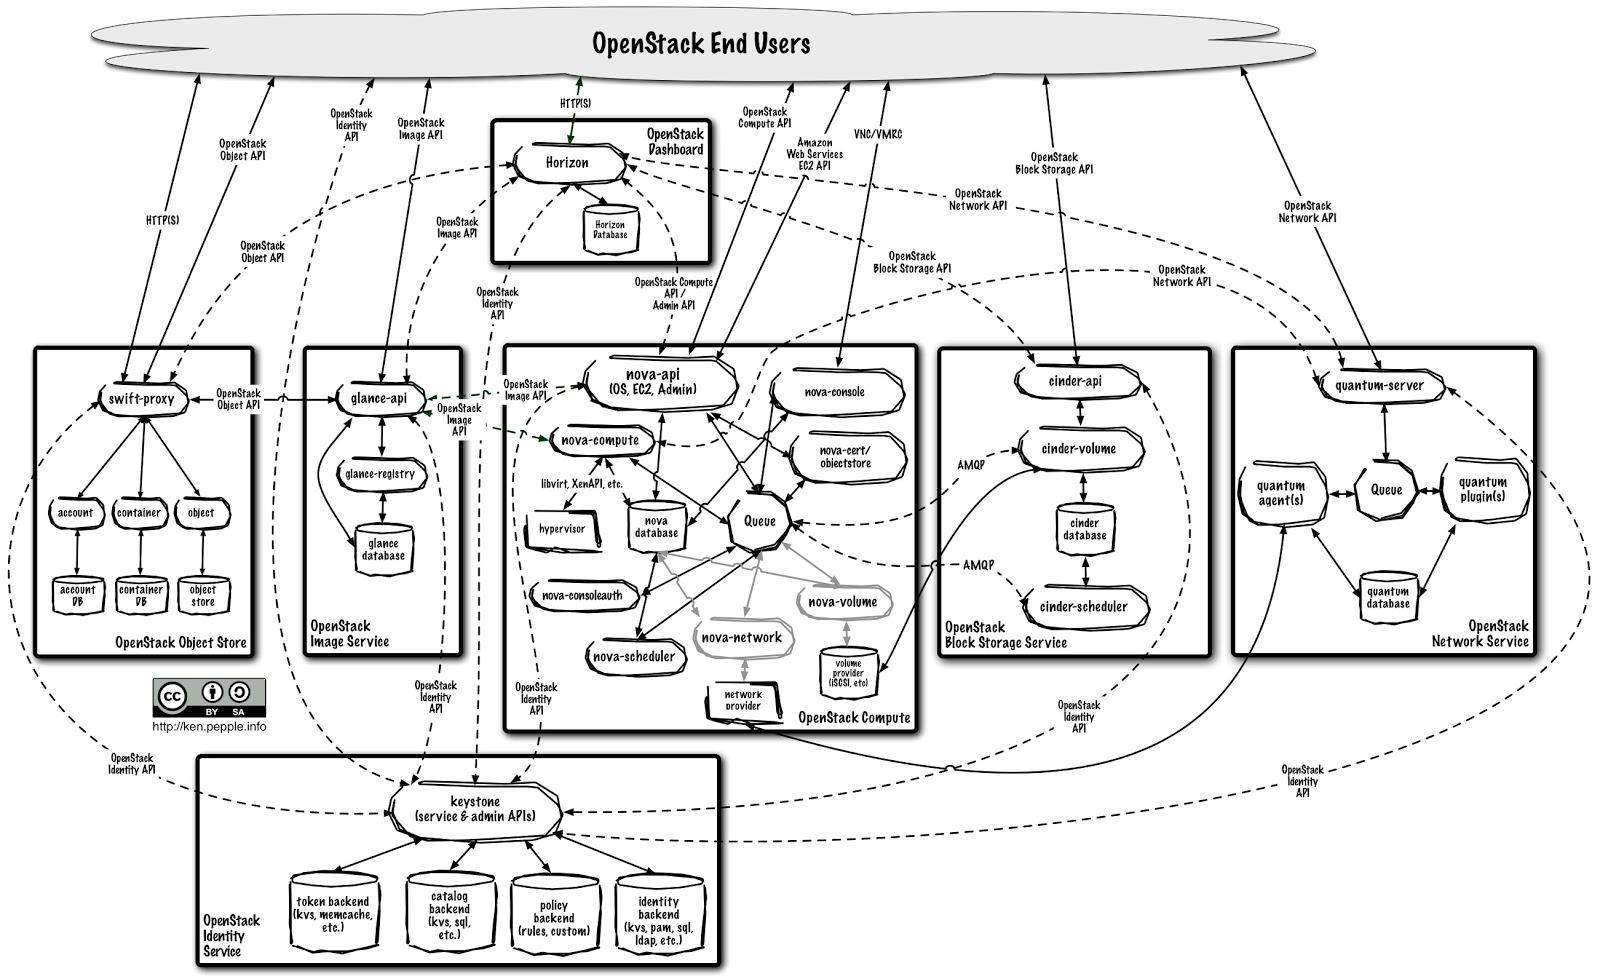 OpenStack End Users
HTTP(S)
OpenStack
Object API
OpenStack
Identity
API
OpenStack
Image API
HTTP(S)
OpenStack
Compute API
Amazon
Web Services
EC2 API
VNC/VMRC
OpenStack
Block Storage API
OpenStack
Network API
OpenStack
Dashboard
Horizon
Horizon
Database
OpenStack
Object API
OpenStack
Image API
OpenStack
Identity
API
OpenStack Compute
API /
Admin API
OpenStack
Network API
OpenStack
Block Storage API
OpenStack
Network API
swift-proxy
OpenStack
Object API
account
container
object
account
DB
container
DB
object
store
OpenStack Object Store
glance-api
glance-registry
glance
database
OpenStack
Image Service
OpenStack
Image API
OpenStack
Image
API
nova-api
(OS, EC2, Admin)
nova-console
nova-compute
nova-cert/
objectstore
libvirt, XenAPI, etc.
hypervisor
nova
database
Queue
nova-consoleauth
nova-volume
nova-network
nova-scheduler
volume
provider
(iSCSI, etc)
network
provider
OpenStack Compute
cinder-api
cinder-volume
AMQP
cinder
database
AMQP
cinder-scheduler
OpenStack
Block Storage Service
quantum-server
quantum
agent(s)
Queue
quantum
plugin(s)
quantum
database
OpenStack
Network Service
cc
BY SA
http://ken.pepple.info
OpenStack
Identity API
OpenStack
Identity
API
OpenStack
Identity
API
OpenStack
Identity
API
OpenStack
Identity
API
keystone
(service & admin APIs)
token backend
(kvs, memcache,
etc.)
catalog
backend
(kvs, sql,
etc.)
policy
backend
(rules, custom)
identity
backend
(kvs, pam, sql,
ldap, etc.)
OpenStack
Identity
Service